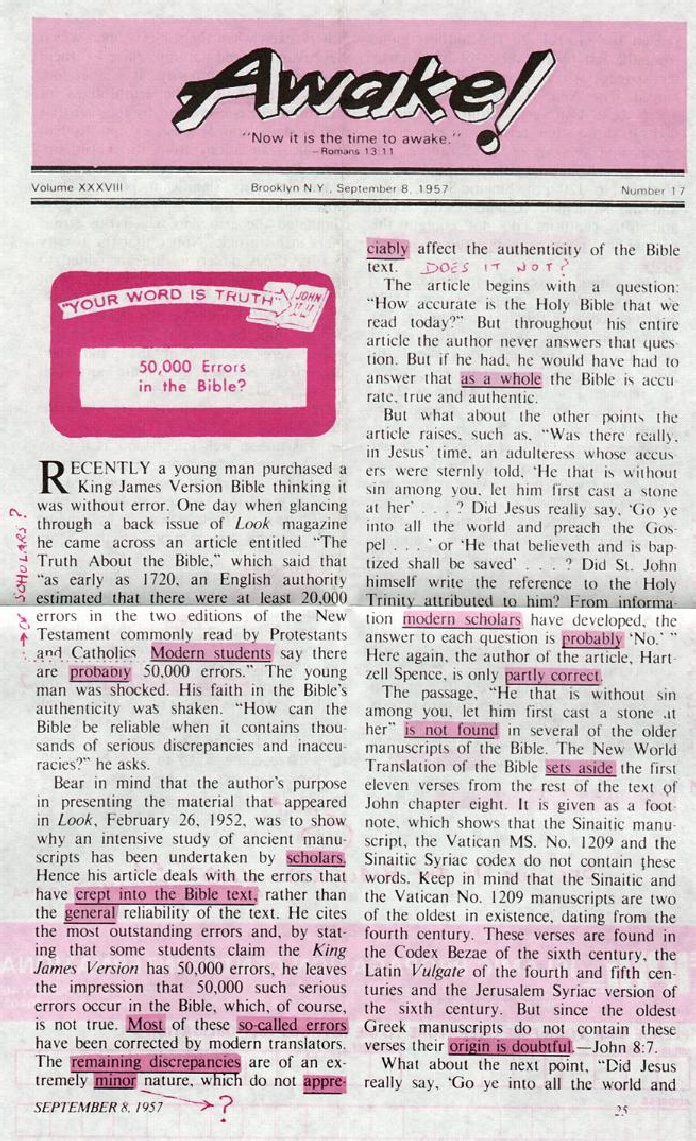 Awake!
"Now it is the time to awake."
—Romans 13:11
Volume XXXVIII Brooklyn N.Y., September 8, 1957 Number 17
"YOUR WORD IS TRUTH" JOHN
50,000 Errors
in the Bible?
RECENTLY a young man purchased a
King James Version Bible thinking it
was without error. One day when glancing
through a back issue of Look magazine
he came across an article entitled "The
Truth About the Bible," which said that
"as early as 1720, an English authority
estimated that there were at least 20,000
errors in the two editions of the New
Testament commonly read by Protestants
and Catholics Modern students say there
are probably 50,000 errors." The young
man was shocked. His faith in the Bible's
authenticity was shaken. "How can the
Bible be reliable when it contains thou-
sands of serious discrepancies and inaccu-
racies?" he asks.
Bear in mind that the author's purpose
in presenting the material that appeared
in Look, February 26, 1952, was to show
why an intensive study of ancient manu-
scripts has been undertaken by scholars.
Hence his article deals with the errors that
have crept into the Bible text, rather than
the general reliability of the text. He cites
the most outstanding errors and, by stat-
ing that some students claim the King
James Version has 50,000 errors, he leaves
the impression that 50,000 such serious
errors occur in the Bible, which, of course,
is not true. Most of these so-called errors
have been corrected by modern translators.
The remaining discrepancies are of an ex-
tremely minor nature, which do not appre-
SCHOLARS?
?
SEPTEMBER 8, 1957
ciably affect the authenticity of the Bible
text. DOES IT NOT?
The article begins with a question:
"How accurate is the Holy Bible that we
read today?" But throughout his entire
article the author never answers that ques-
tion. But if he had, he would have had to
answer that as a whole the Bible is accu-
rate, true and authentic.
But what about the other points the
article raises, such as, "Was there really,
in Jesus' time, an adulteress whose accus-
ers were sternly told, 'He that is without
sin among you, let him first cast a stone
at her' . . . ? Did Jesus really say, 'Go ye
into all the world and preach the Gos-
pel . . . ' or 'He that believeth and is bap-
tized shall be saved' . . . ? Did St. John
himself write the reference to the Holy
Trinity attributed to him? From informa-
tion modern scholars have developed, the
answer to each question is probably 'No.' "
Here again, the author of the article, Hart-
zell Spence, is only partly correct.
The passage, "He that is without sin
among you, let him first cast a stone at
her" is not found in several of the older
manuscripts of the Bible. The New World
Translation of the Bible sets aside the first
eleven verses from the rest of the text of
John chapter eight. It is given as a foot-
note, which shows that the Sinaitic manu-
script, the Vatican MS. No. 1209 and the
Sinaitic Syriac codex do not contain these
words. Keep in mind that the Sinaitic and
the Vatican No. 1209 manuscripts are two
of the oldest in existence, dating from the
fourth century. These verses are found in
the Codex Bezae of the sixth century, the
Latin Vulgate of the fourth and fifth cen-
turies and the Jerusalem Syriac version of
the sixth century. But since the oldest
Greek manuscripts do not contain these
verses their origin is doubtful.—John 8:7.
What about the next point, "Did Jesus
really say, 'Go ye into all the world and
25